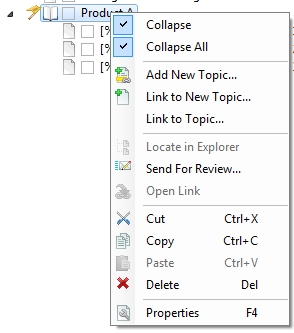 Product A
[%
[%
[%
Collapse
Collapse All
Add New Topic...
Link to New Topic...
Link to Topic...
Locate in Explorer
Send For Review...
Open Link
Cut Ctrl+X
Copy Ctrl+C
Paste Ctrl+V
Delete Del
Properties F4